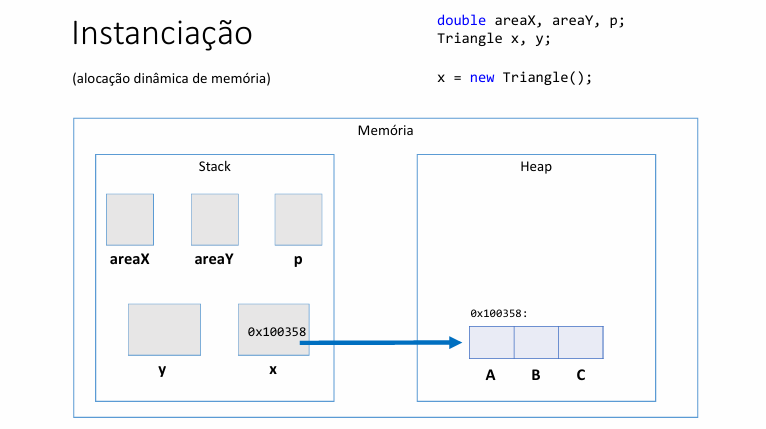 Instanciação
(alocação dinâmica de memória)
double areaX, areaY, p;
Triangle x, y;
x = new Triangle();
Memória
Stack
areaX areaY p
0x100358
y x
Heap
0x100358:
A B C